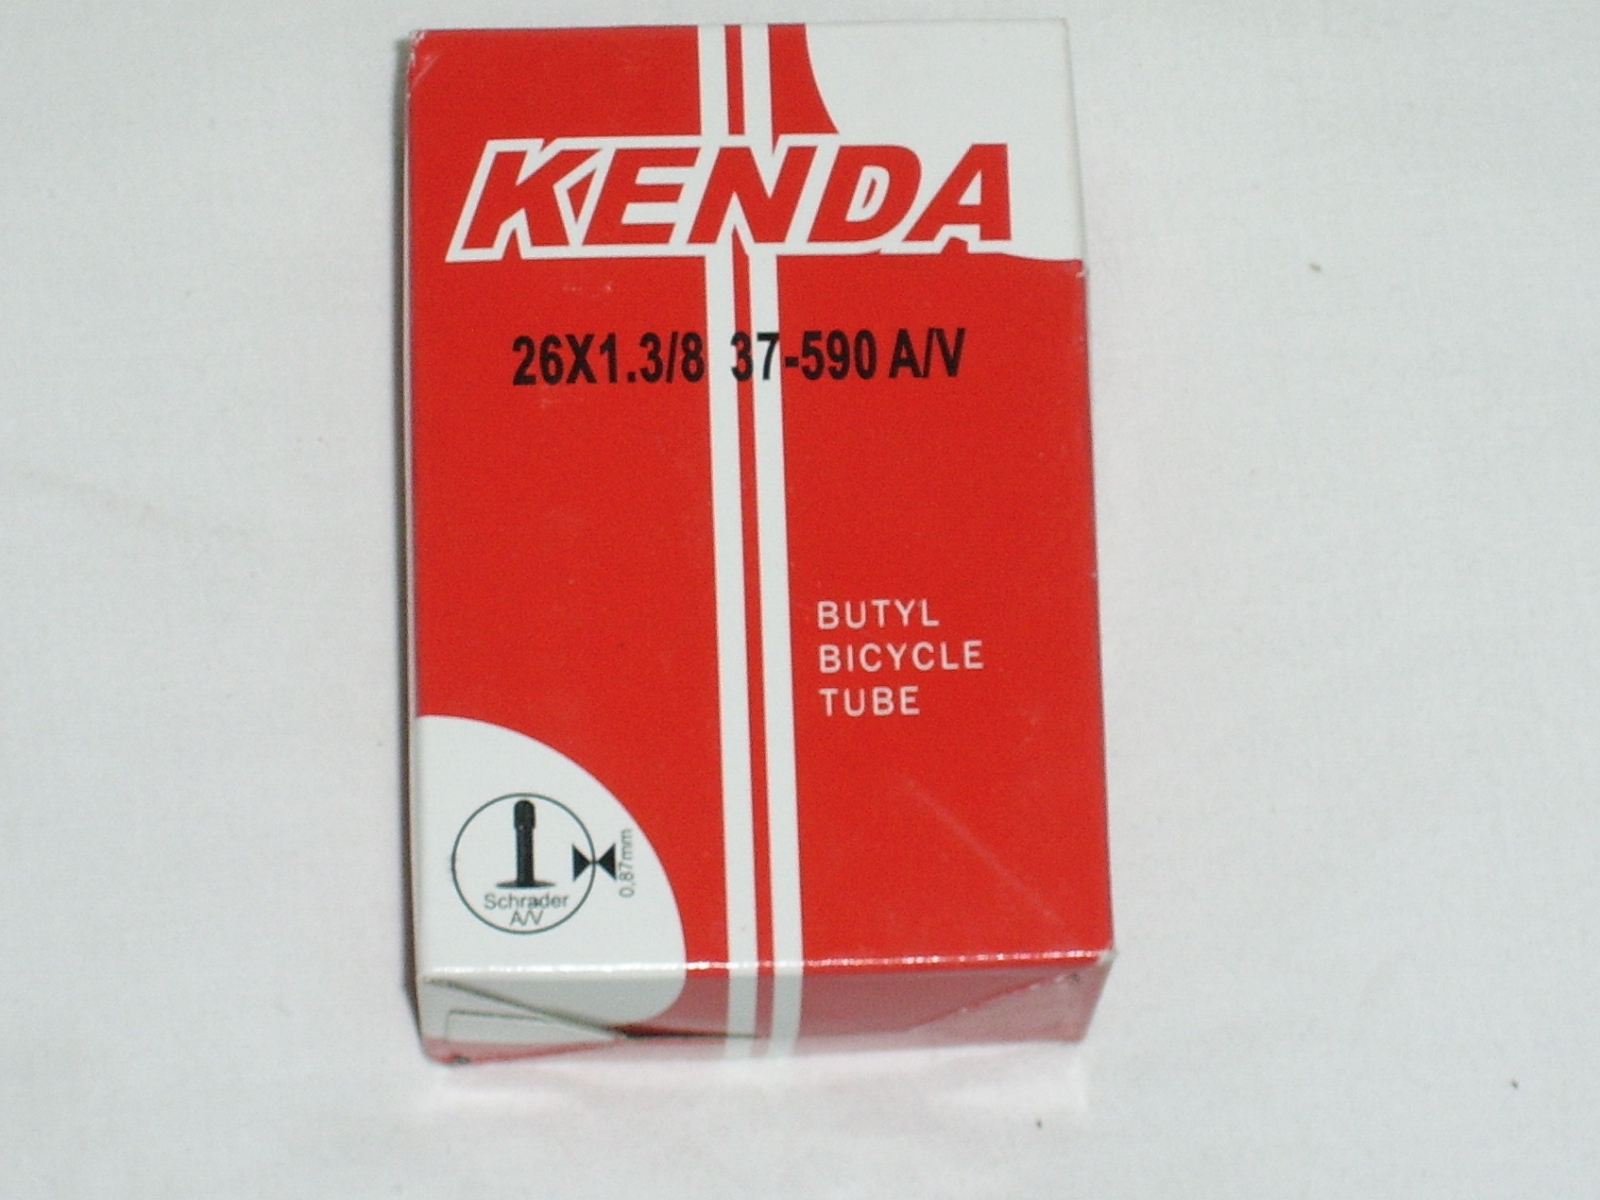 KENDA
26X1.3/8 37-590 A/V
BUTYL
BICYCLE
TUBE
Schrader
A/V
0,87mm